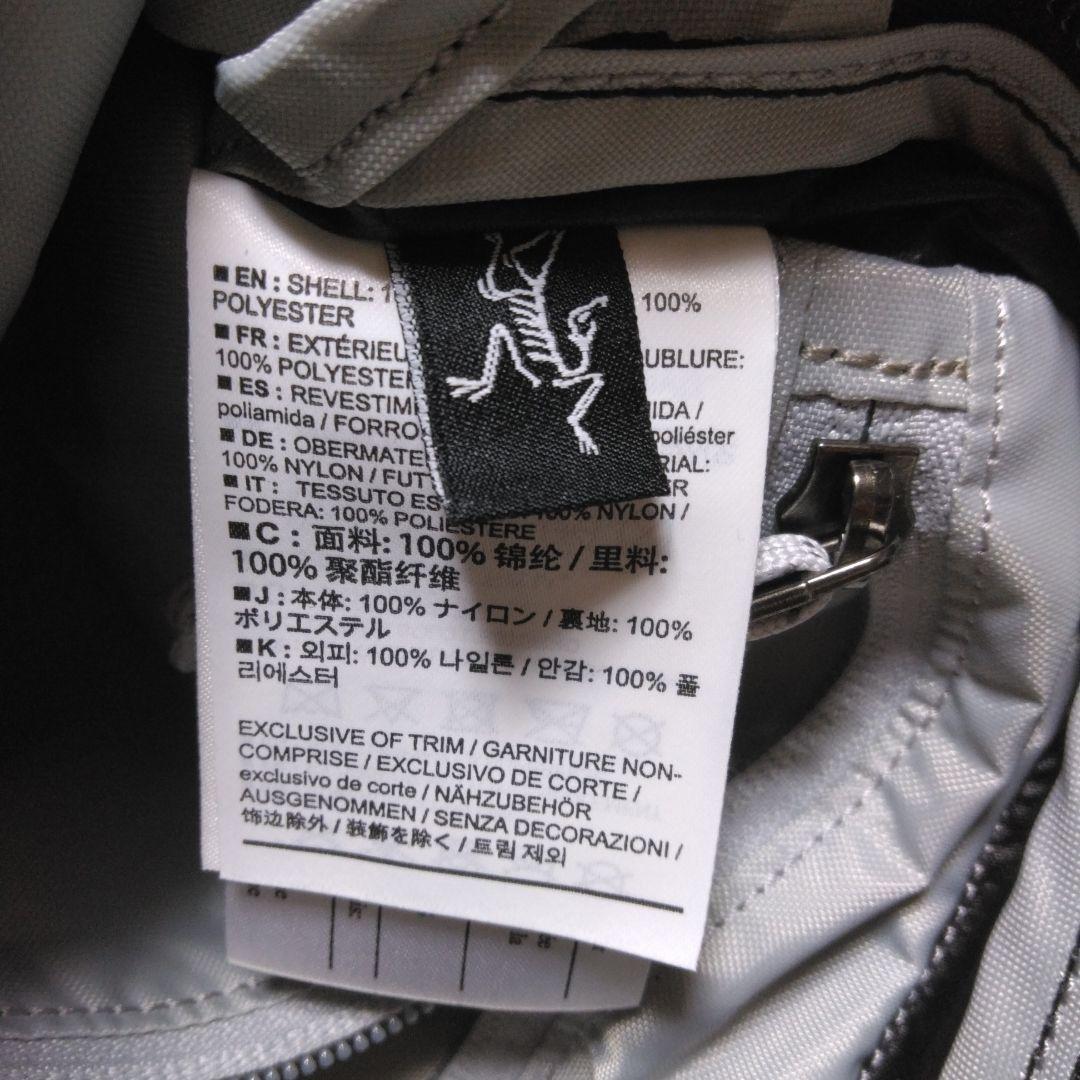 ■ EN : SHELL: 100%
POLYESTER
■ FR : EXTÉRIEU UBLURE:
100% POLYESTER
■ ES : REVESTIMI IDA /
poliamida / FORRO poliéster
■ DE : OBERMATE RIAL:
100% NYLON / FUT ER
■ IT : TESSUTO ES 100% NYLON /
FODERA: 100% POLIESTERE
■ C : 面料: 100% 锦纶 / 里料:
100% 聚酯纤维
■ J : 本体: 100% ナイロン / 裏地: 100%
ポリエステル
■ K : 외피: 100% 나일론 / 안감: 100% 폴
리에스터
EXCLUSIVE OF TRIM / GARNITURE NON-
COMPRISE / EXCLUSIVO DE CORTE /
exclusivo de corte / NÄHZUBEHÖR
AUSGENOMMEN / SENZA DECORAZIONI /
饰边除外 / 装飾を除く / 트림 제외